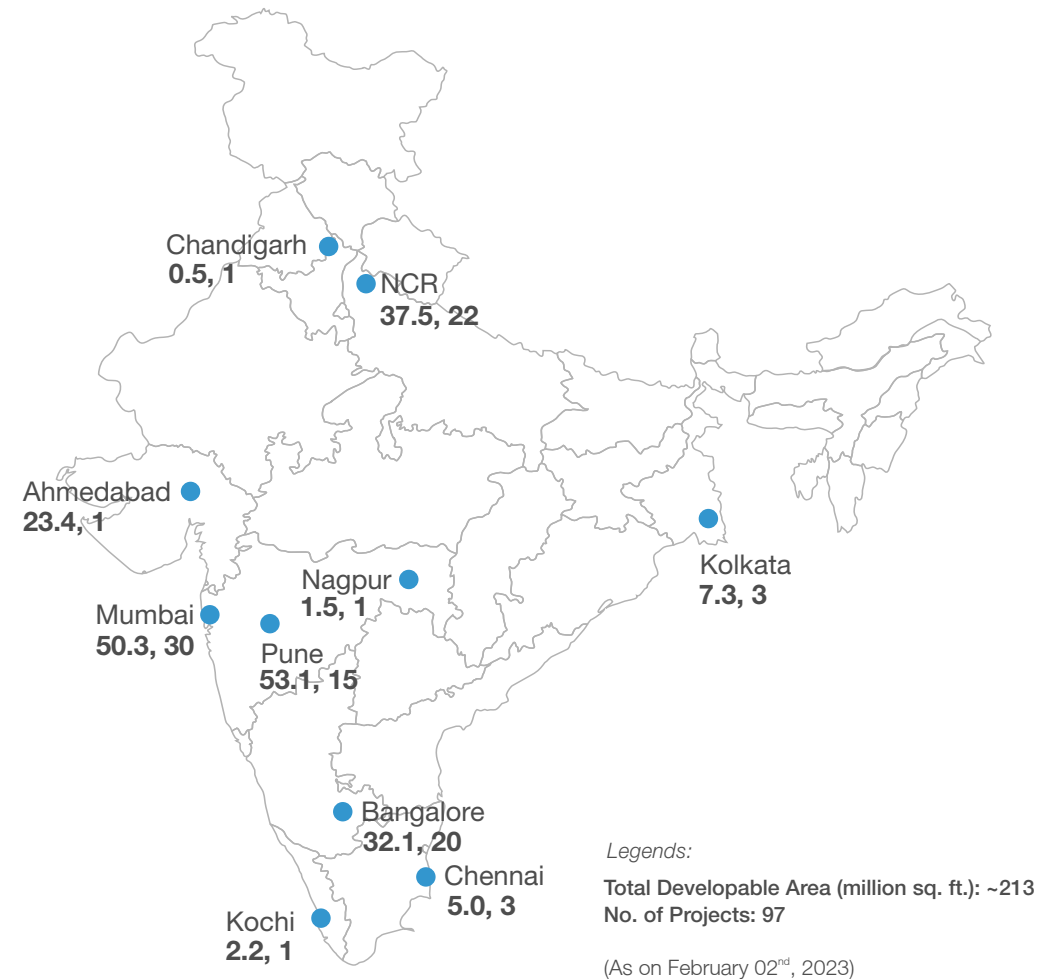 Chandigarh
0.5, 1
NCR
37.5, 22
Ahmedabad
23.4, 1
Kolkata
7.3, 3
Nagpur
1.5, 1
Mumbai
50.3, 30
Pune
53.1, 15
Bangalore
32.1, 20
Chennai
5.0, 3
Kochi
2.2, 1
Legends:
Total Developable Area (million sq. ft.): ~213
No. of Projects: 97
(As on February 02nd, 2023)